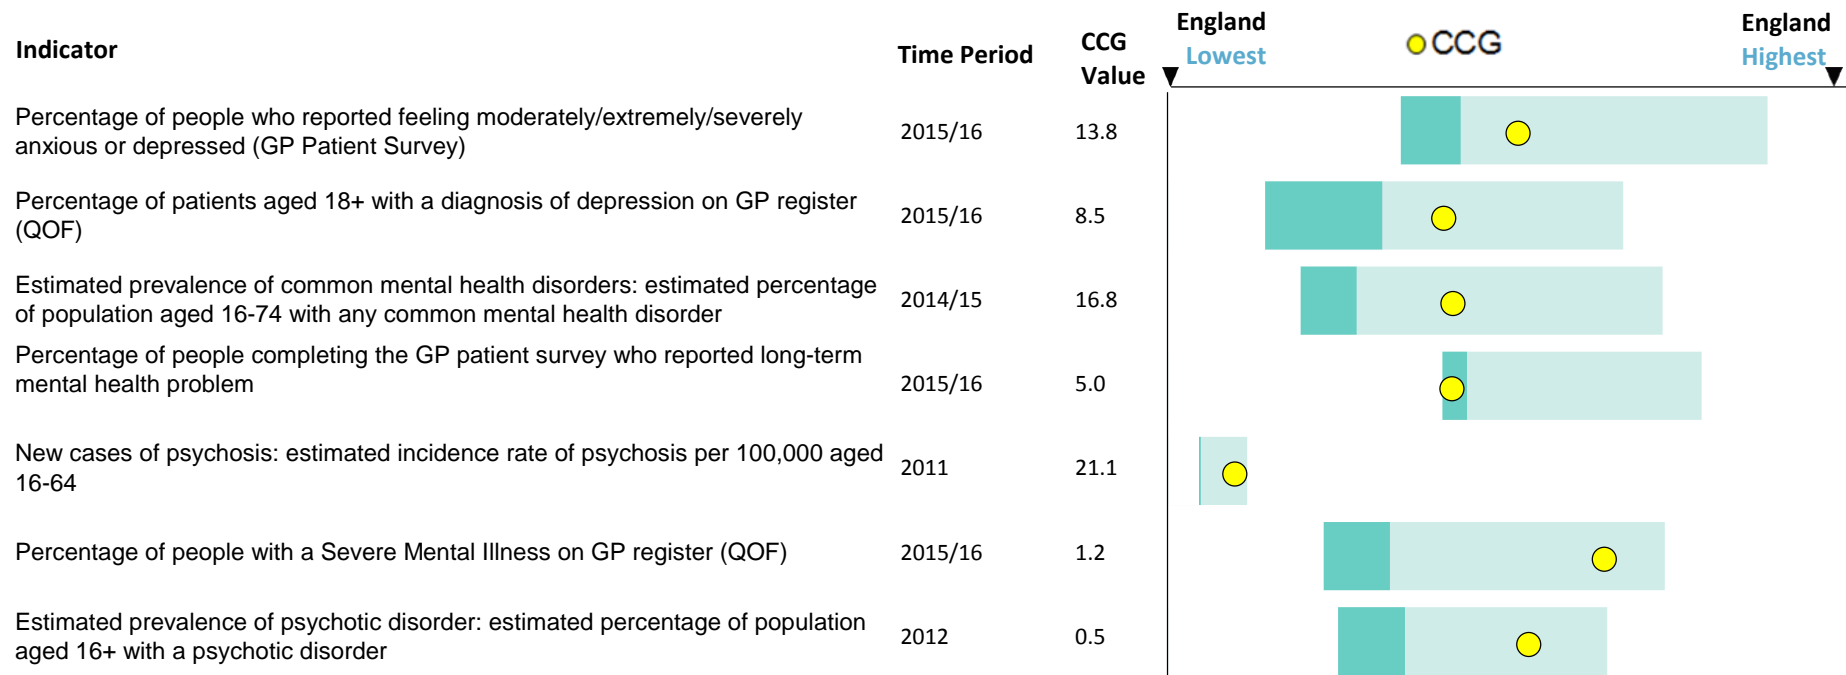 Indicator
Time Period
CCG
Value
England
Lowest
CCG
England
Highest
Percentage of people who reported feeling moderately/extremely/severely
anxious or depressed (GP Patient Survey)
2015/16
13.8
Percentage of patients aged 18+ with a diagnosis of depression on GP register
(QOF)
2015/16
8.5
Estimated prevalence of common mental health disorders: estimated percentage
of population aged 16-74 with any common mental health disorder
2014/15
16.8
Percentage of people completing the GP patient survey who reported long-term
mental health problem
2015/16
5.0
New cases of psychosis: estimated incidence rate of psychosis per 100,000 aged
16-64
2011
21.1
Percentage of people with a Severe Mental Illness on GP register (QOF)
2015/16
1.2
Estimated prevalence of psychotic disorder: estimated percentage of population
aged 16+ with a psychotic disorder
2012
0.5